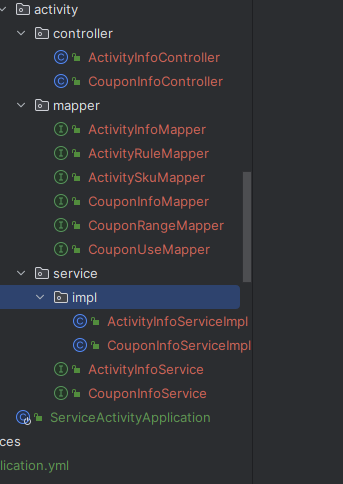 activity
controller
ActivityInfoController
CouponInfoController
mapper
ActivityInfoMapper
ActivityRuleMapper
ActivitySkuMapper
CouponInfoMapper
CouponRangeMapper
CouponUseMapper
service
impl
ActivityInfoServiceImpl
CouponInfoServiceImpl
ActivityInfoService
CouponInfoService
ServiceActivityApplication
ces
lication.yml